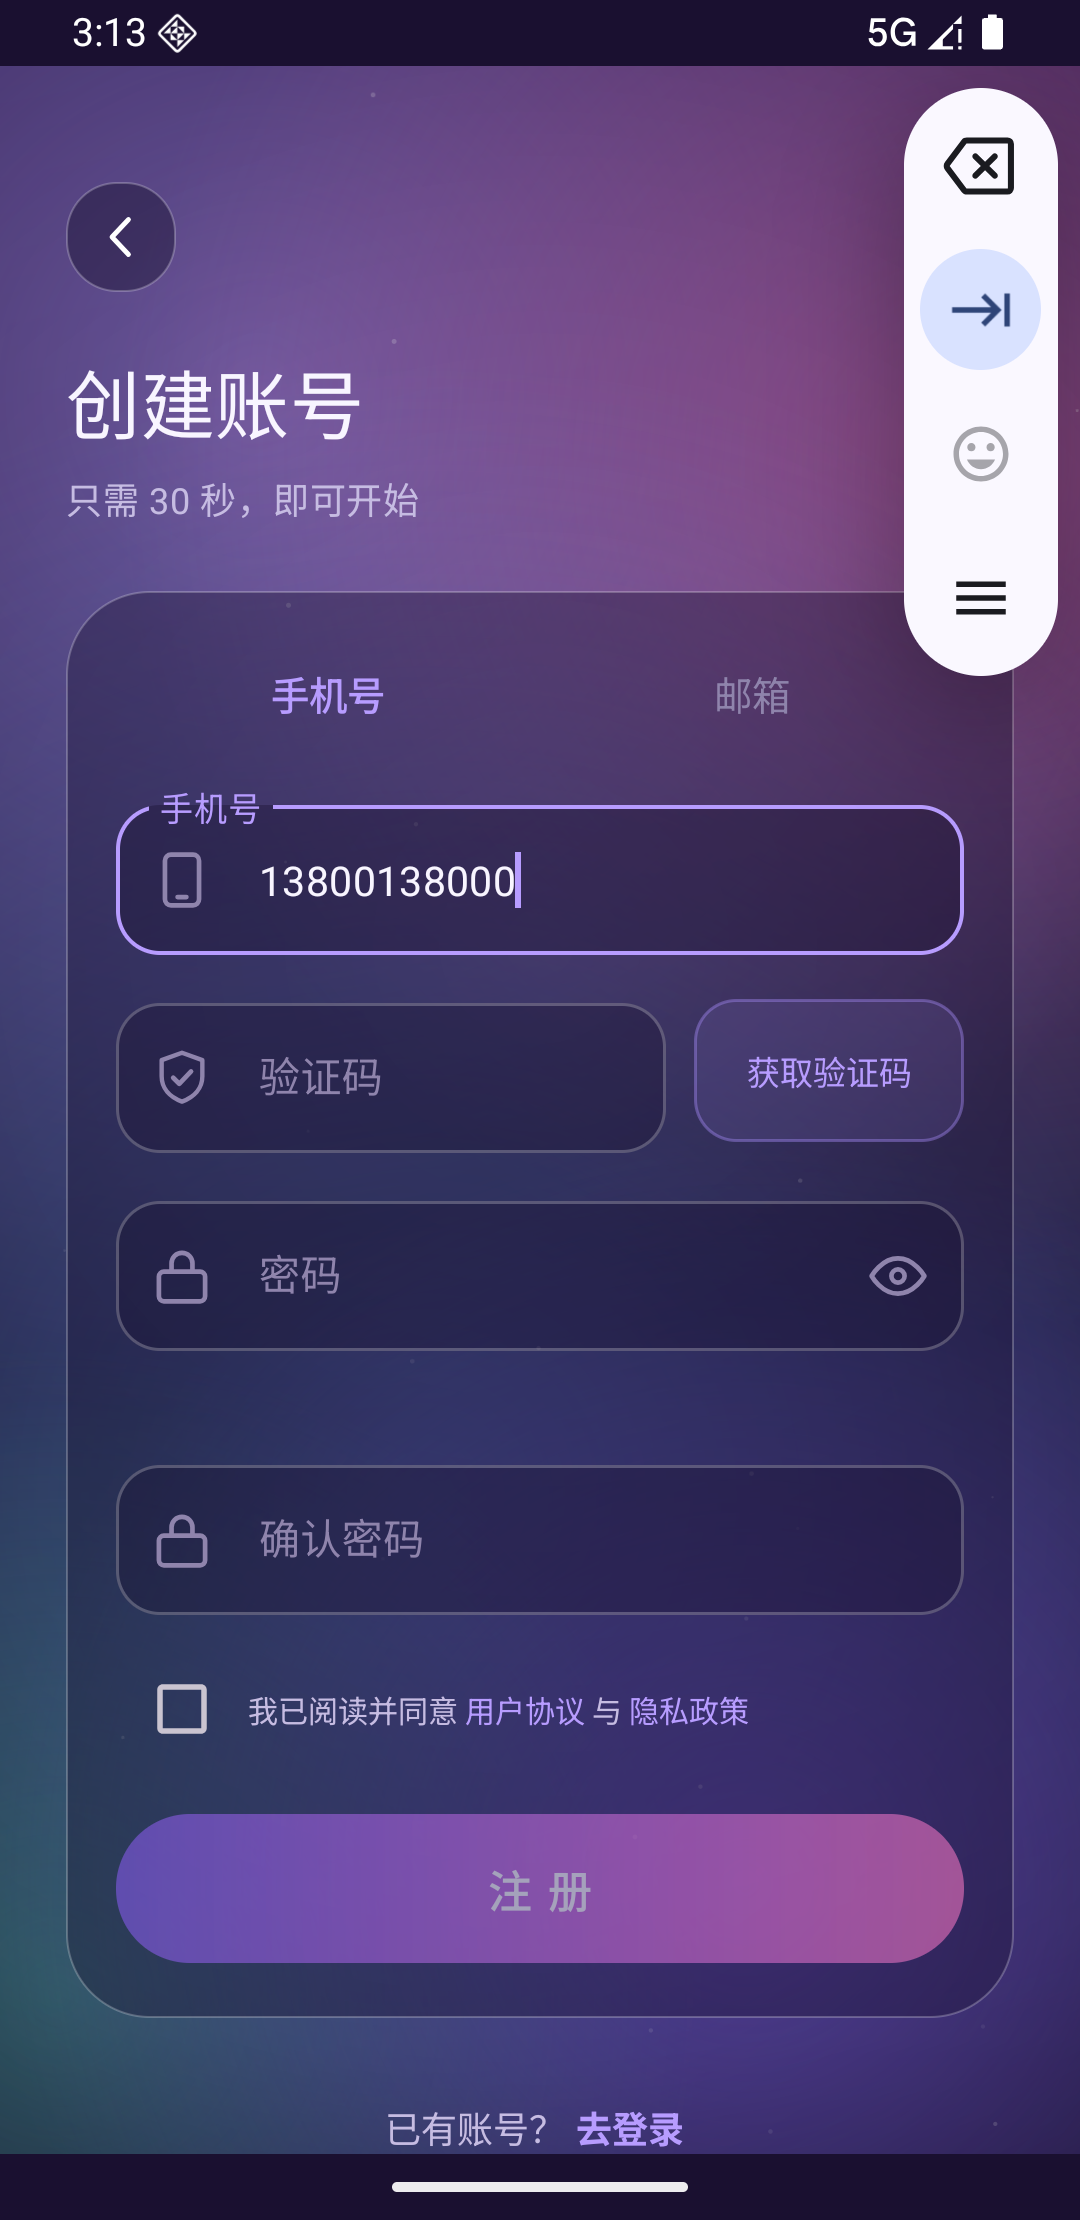 3:13
5G
创建账号
只需 30 秒，即可开始
手机号
邮箱
手机号
13800138000
验证码
获取验证码
密码
确认密码
我已阅读并同意 用户协议 与 隐私政策
注 册
已有账号？ 去登录